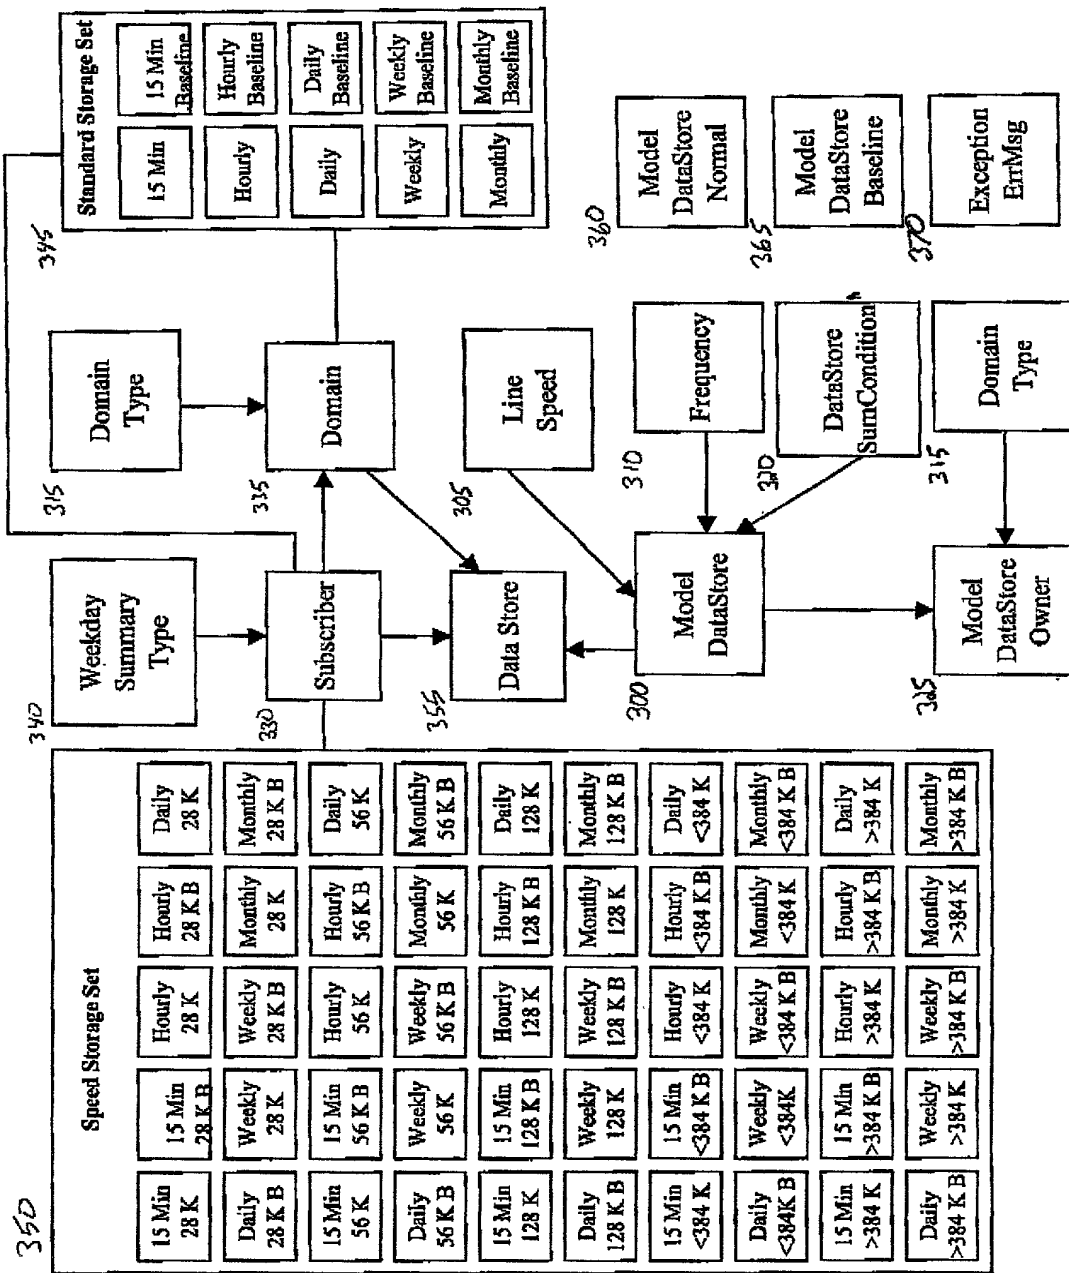 350
Speed Storage Set
15 Min
28 K
15 Min
28 K B
Hourly
28 K
Hourly
28 K B
Daily
28 K
Daily
28 K B
Weekly
28 K
Weekly
28 K B
Monthly
28 K
Monthly
28 K B
15 Min
56 K
15 Min
56 K B
Hourly
56 K
Hourly
56 K B
Daily
56 K
Daily
56 K B
Weekly
56 K
Weekly
56 K B
Monthly
56 K
Monthly
56 K B
15 Min
128 K
15 Min
128 K B
Hourly
128 K
Hourly
128 K B
Daily
128 K
Daily
128 K B
Weekly
128 K
Weekly
128 K B
Monthly
128 K
Monthly
128 K B
15 Min
<384 K
15 Min
<384 K B
Hourly
<384 K
Hourly
<384 K B
Daily
<384 K
Daily
<384K B
Weekly
<384K
Weekly
<384 K B
Monthly
<384 K
Monthly
<384 K B
15 Min
>384 K
15 Min
>384 K B
Hourly
>384 K
Hourly
>384 K B
Daily
>384 K
Daily
>384 K B
Weekly
>384 K
Weekly
>384 K B
Monthly
>384 K
Monthly
>384 K B
340
Weekday
Summary
Type
330
Subscriber
355
Data Store
300
Model
DataStore
325
Model
DataStore
Owner
315
Domain
Type
335
Domain
305
Line
Speed
310
Frequency
320
DataStore
SumCondition
315
Domain
Type
345
Standard Storage Set
15 Min
15 Min
Baseline
Hourly
Hourly
Baseline
Daily
Daily
Baseline
Weekly
Weekly
Baseline
Monthly
Monthly
Baseline
360
Model
DataStore
Normal
365
Model
DataStore
Baseline
370
Exception
ErrMsg